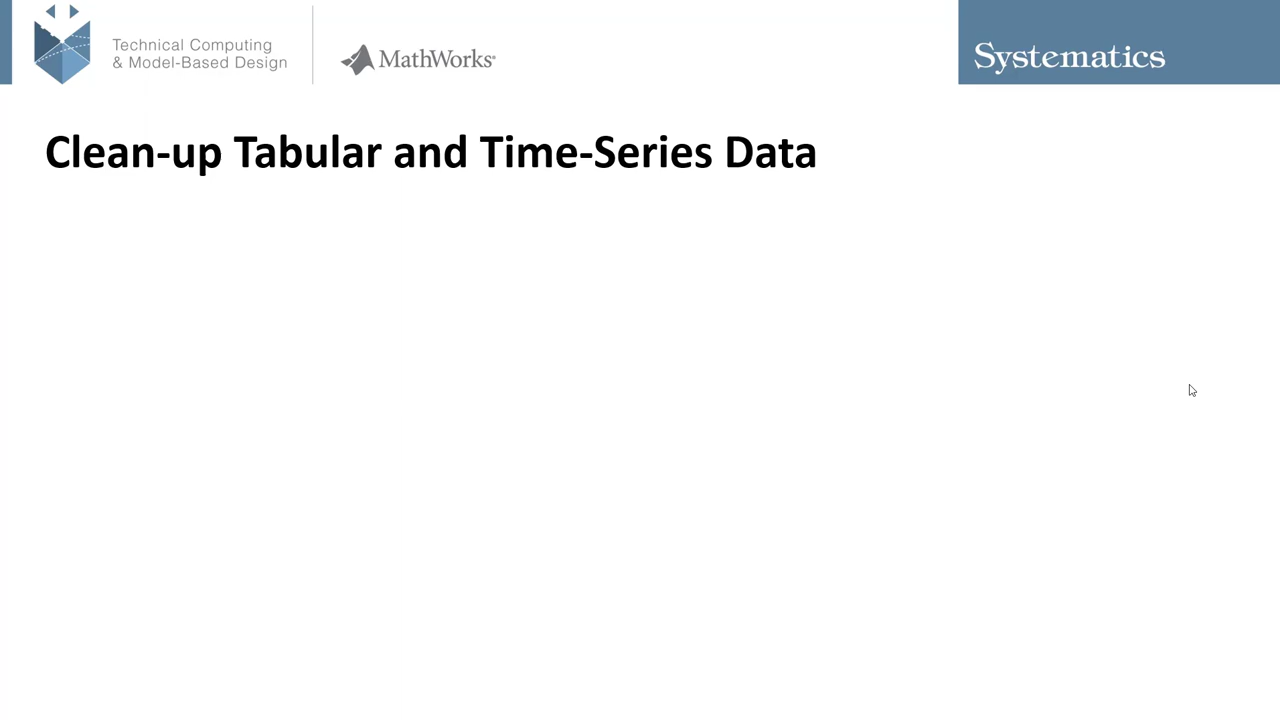 Technical Computing
& Model-Based Design
MathWorks®
Systematics
Clean-up Tabular and Time-Series Data